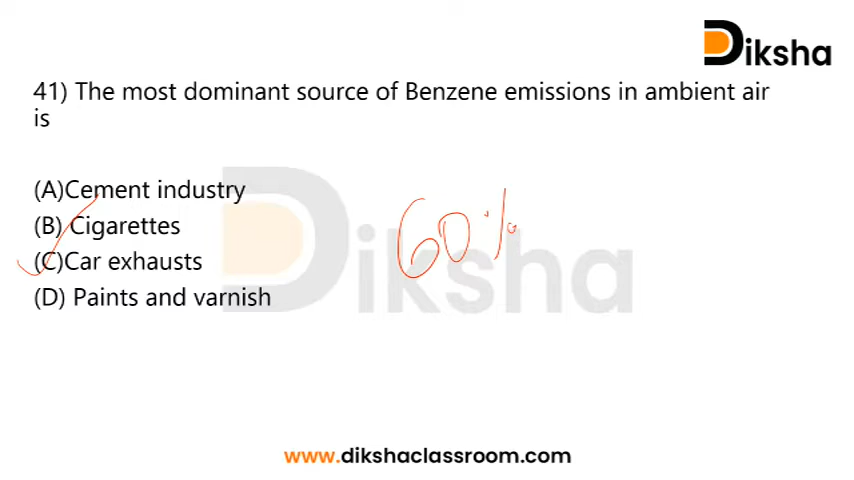 Diksha
41) The most dominant source of Benzene emissions in ambient air
is
(A)Cement industry
(B) Cigarettes
(C)Car exhausts
(D) Paints and varnish
60%
Diksha
www.dikshaclassroom.com